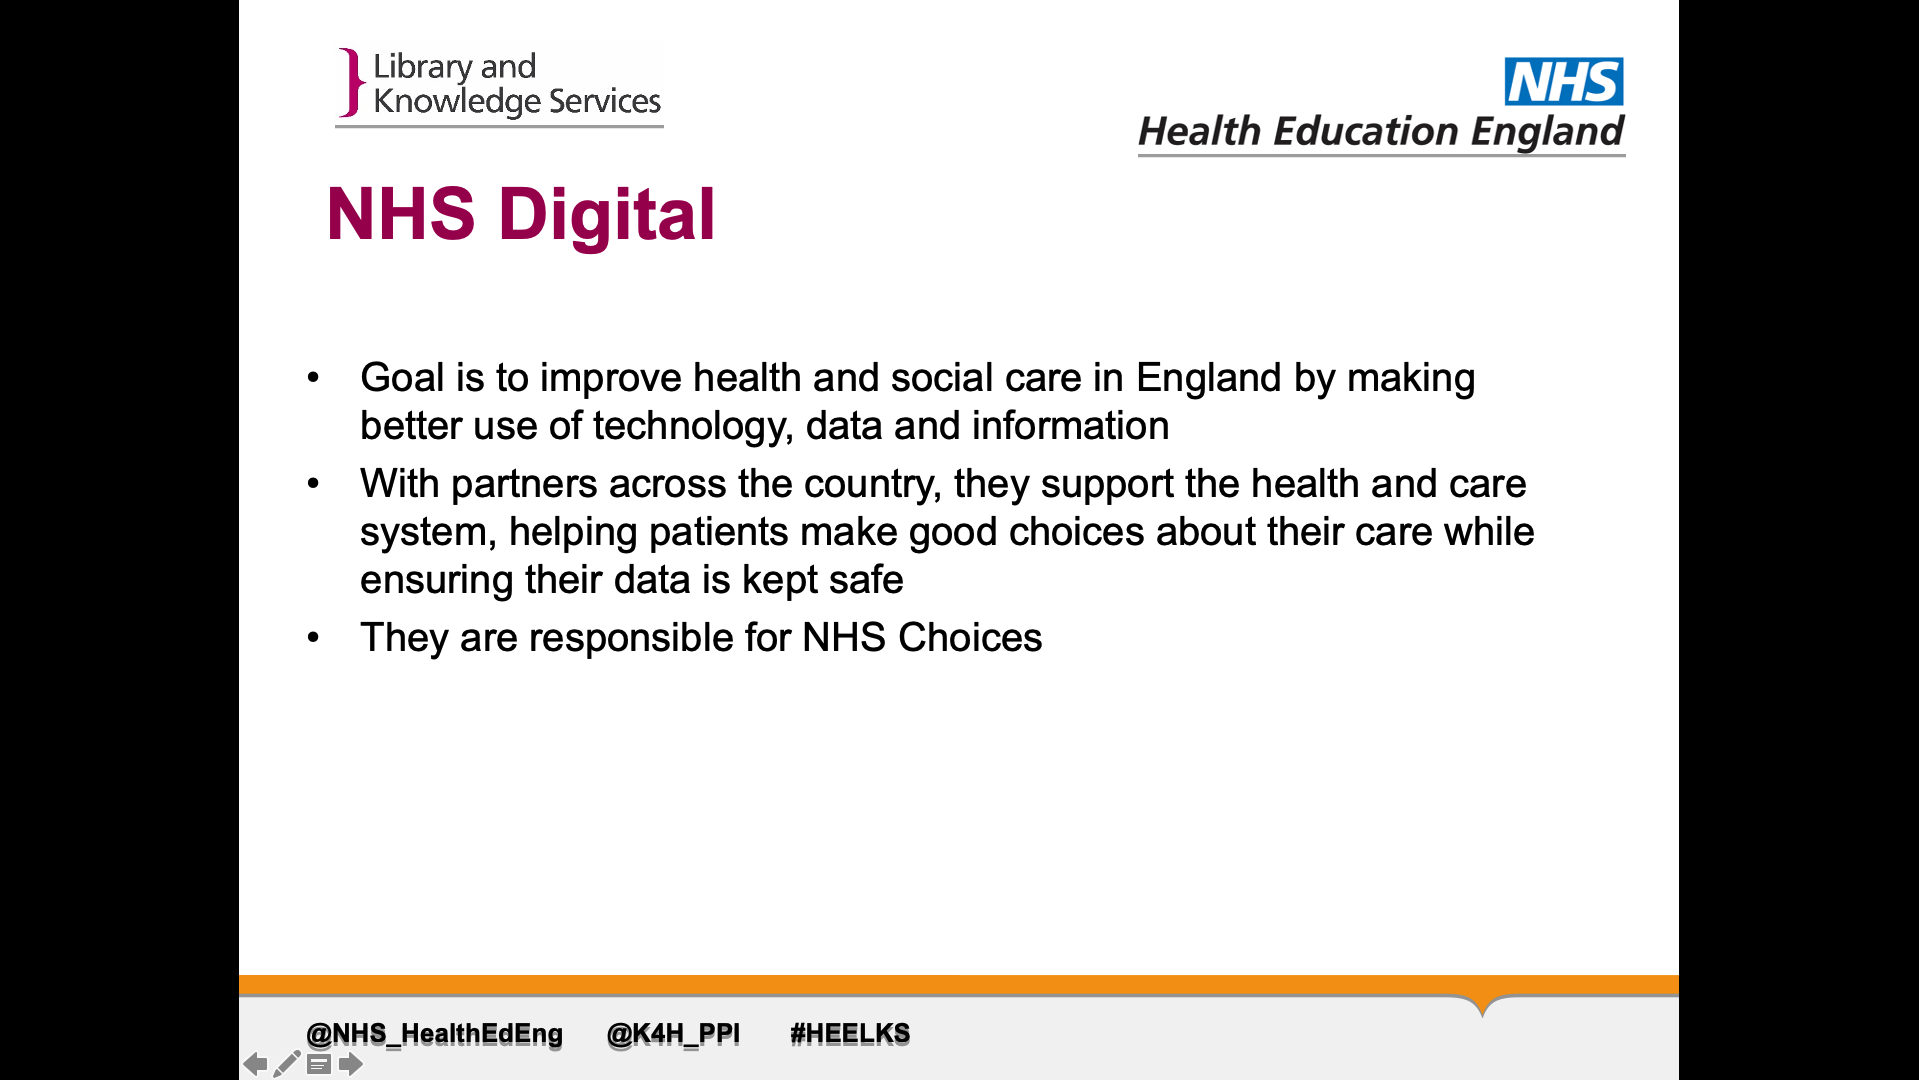 Library and
Knowledge Services
NHS
Health Education England
NHS Digital
• Goal is to improve health and social care in England by making
better use of technology, data and information
• With partners across the country, they support the health and care
system, helping patients make good choices about their care while
ensuring their data is kept safe
• They are responsible for NHS Choices
@NHS_HealthEdEng @K4H_PPI #HEELKS